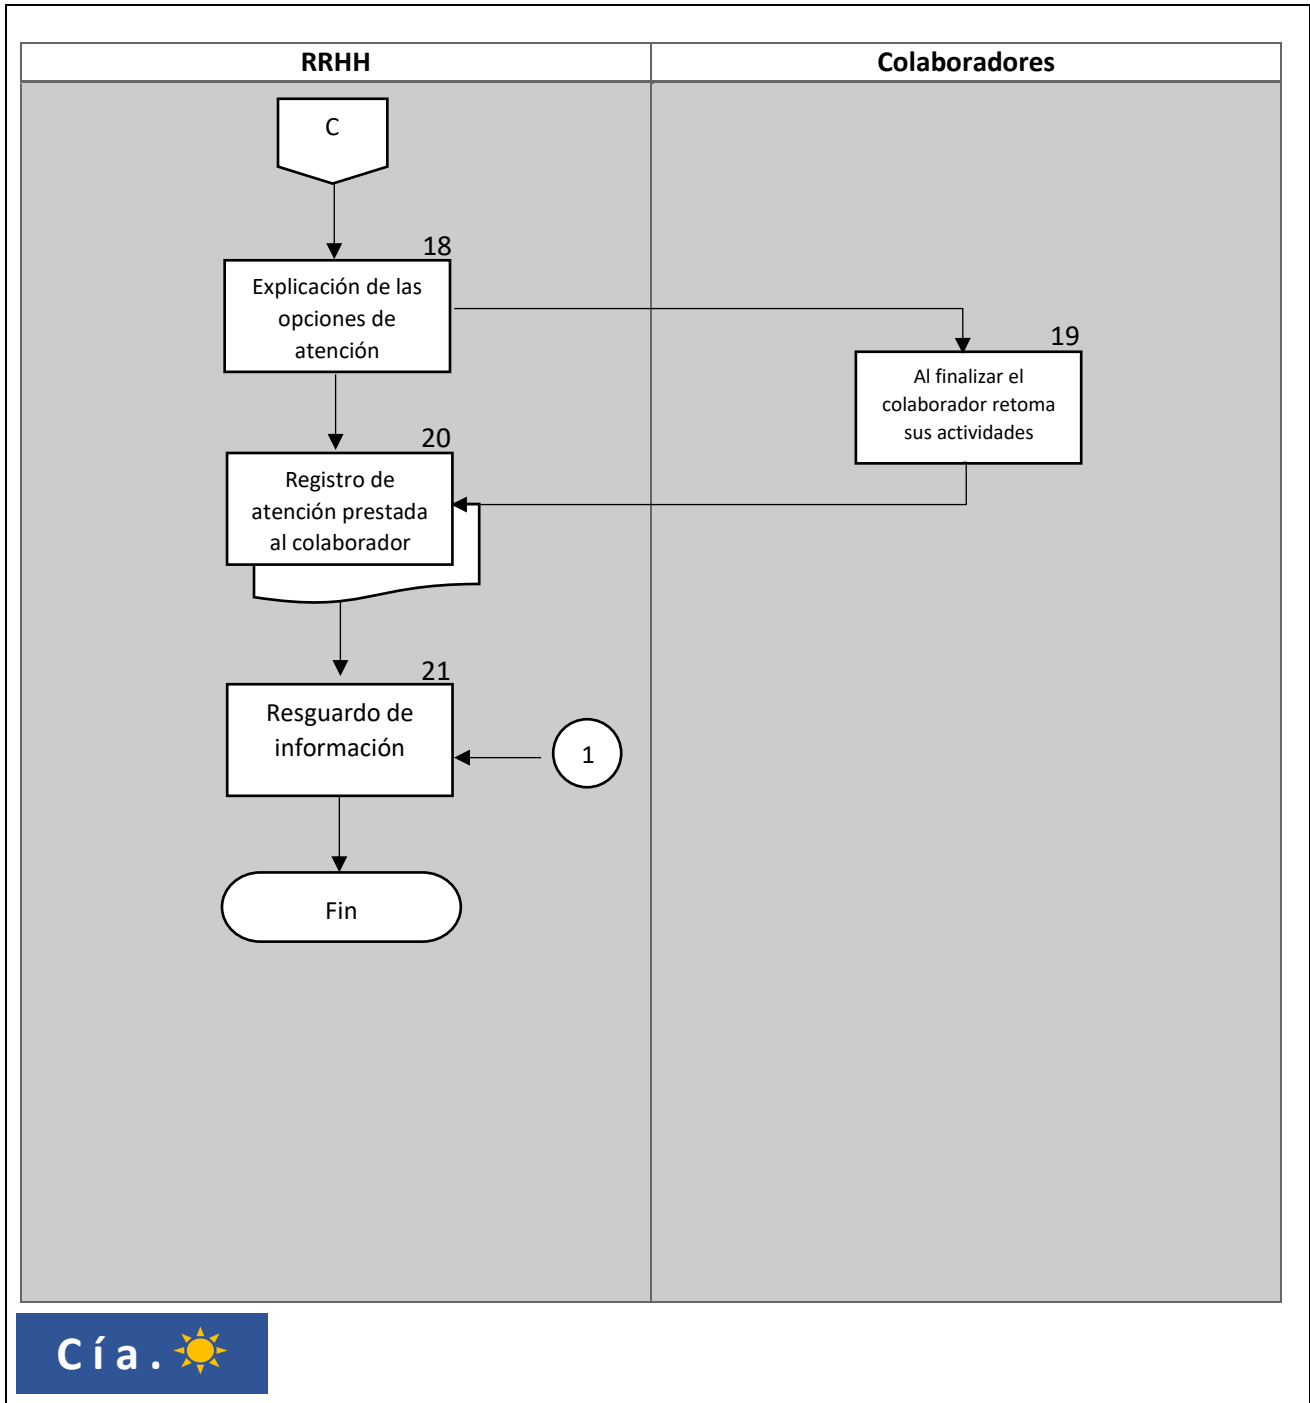 RRHH
Colaboradores
C
18
Explicación de las
opciones de
atención
19
Al finalizar el
colaborador retoma
sus actividades
20
Registro de
atención prestada
al colaborador
21
Resguardo de
información
1
Fin
Cía.